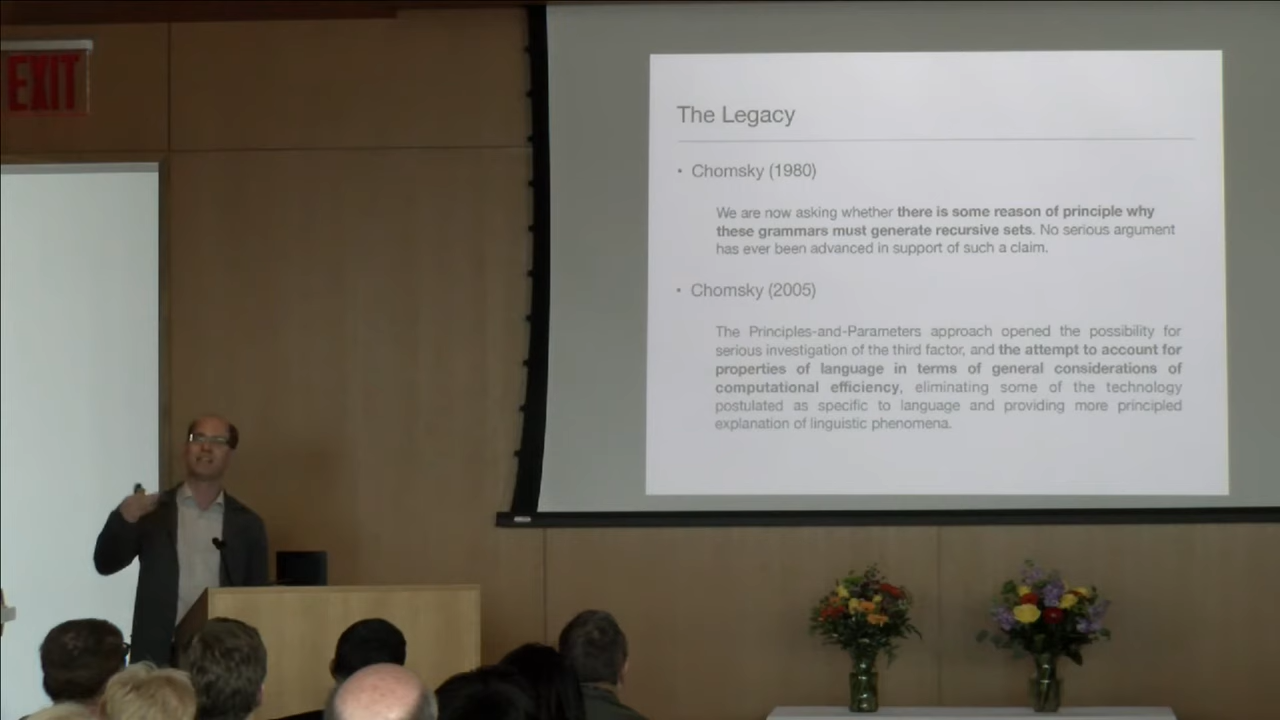 EXIT
The Legacy
• Chomsky (1980)
We are now asking whether there is some reason of principle why
these grammars must generate recursive sets. No serious argument
has ever been advanced in support of such a claim.
• Chomsky (2005)
The Principles-and-Parameters approach opened the possibility for
serious investigation of the third factor, and the attempt to account for
properties of language in terms of general considerations of
computational efficiency, eliminating some of the technology
postulated as specific to language and providing more principled
explanation of linguistic phenomena.